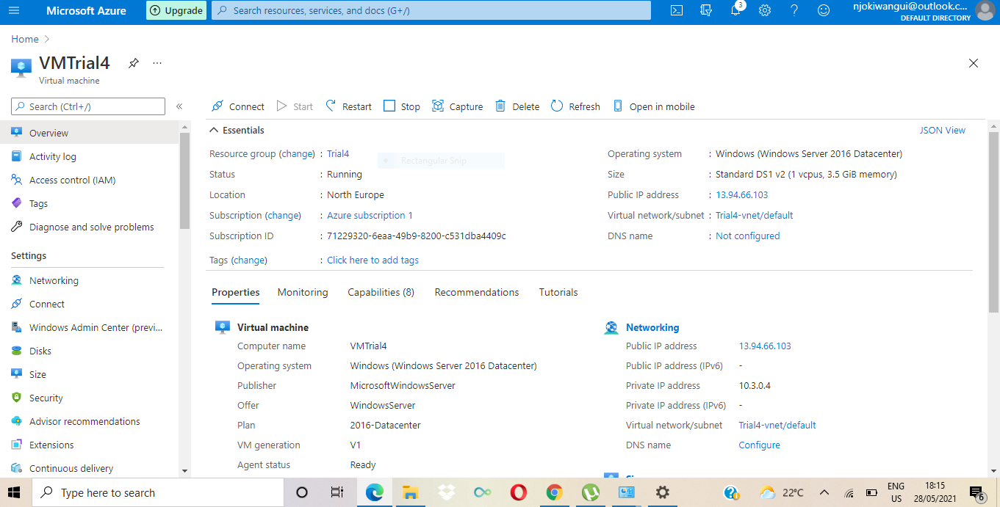 Microsoft Azure Upgrade Search resources, services, and docs (G+/) 3 njokiwangui@outlook.c...
DEFAULT DIRECTORY
Home >
VMTrial4 ...
Virtual machine
Search (Ctrl+/) « Connect Start Restart Stop Capture Delete Refresh Open in mobile
Overview
Activity log
Access control (IAM)
Tags
Diagnose and solve problems
Settings
Networking
Connect
Windows Admin Center (previ...
Disks
Size
Security
Advisor recommendations
Extensions
Continuous delivery
Essentials JSON View
Resource group (change) : Trial4
Rectangular Snip
Status : Running
Location : North Europe
Subscription (change) : Azure subscription 1
Subscription ID : 71229320-6eaa-49b9-8200-c531dba4409c
Tags (change) : Click here to add tags
Operating system : Windows (Windows Server 2016 Datacenter)
Size : Standard DS1 v2 (1 vcpus, 3.5 GiB memory)
Public IP address : 13.94.66.103
Virtual network/subnet : Trial4-vnet/default
DNS name : Not configured
Properties Monitoring Capabilities (8) Recommendations Tutorials
Virtual machine
Computer name VMTrial4
Operating system Windows (Windows Server 2016 Datacenter)
Publisher MicrosoftWindowsServer
Offer WindowsServer
Plan 2016-Datacenter
VM generation V1
Agent status Ready
Networking
Public IP address 13.94.66.103
Public IP address (IPv6) -
Private IP address 10.3.0.4
Private IP address (IPv6) -
Virtual network/subnet Trial4-vnet/default
DNS name Configure
Type here to search 22°C ENG 18:15
US 28/05/2021 6